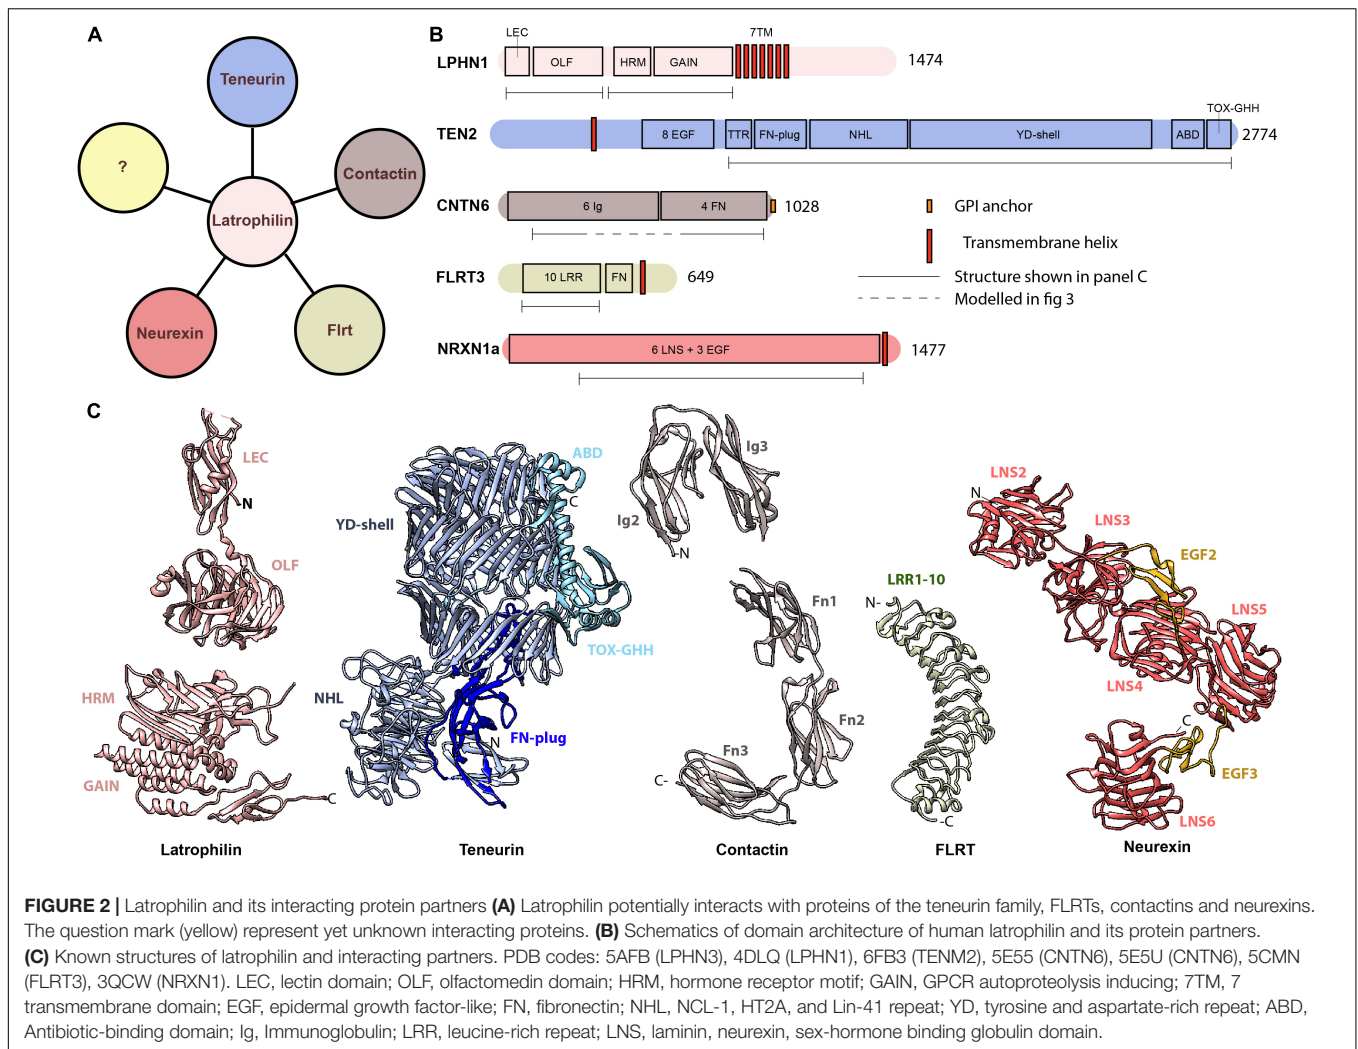 A
Teneurin
?
Contactin
Latrophilin
Neurexin
Flrt
B
LEC
7TM
LPHN1
OLF
HRM
GAIN
1474
TOX-GHH
TEN2
8 EGF
TTR
FN-plug
NHL
YD-shell
ABD
2774
CNTN6
6 Ig
4 FN
1028
GPI anchor
Transmembrane helix
FLRT3
10 LRR
FN
649
Structure shown in panel C
Modelled in fig 3
NRXN1a
6 LNS + 3 EGF
1477
C
LEC
N
OLF
HRM
GAIN
C
Latrophilin
ABD
C
YD-shell
TOX-GHH
NHL
FN-plug
N
Teneurin
Ig3
Ig2
N
Fn1
Fn2
Fn3
C-
Contactin
LRR1-10
N-
-C
FLRT
LNS2
N
LNS3
EGF2
LNS5
LNS4
C
EGF3
LNS6
Neurexin
FIGURE 2 | Latrophilin and its interacting protein partners (A) Latrophilin potentially interacts with proteins of the teneurin family, FLRTs, contactins and neurexins.
The question mark (yellow) represent yet unknown interacting proteins. (B) Schematics of domain architecture of human latrophilin and its protein partners.
(C) Known structures of latrophilin and interacting partners. PDB codes: 5AFB (LPHN3), 4DLQ (LPHN1), 6FB3 (TENM2), 5E55 (CNTN6), 5E5U (CNTN6), 5CMN
(FLRT3), 3QCW (NRXN1). LEC, lectin domain; OLF, olfactomedin domain; HRM, hormone receptor motif; GAIN, GPCR autoproteolysis inducing; 7TM, 7
transmembrane domain; EGF, epidermal growth factor-like; FN, fibronectin; NHL, NCL-1, HT2A, and Lin-41 repeat; YD, tyrosine and aspartate-rich repeat; ABD,
Antibiotic-binding domain; Ig, Immunoglobulin; LRR, leucine-rich repeat; LNS, laminin, neurexin, sex-hormone binding globulin domain.